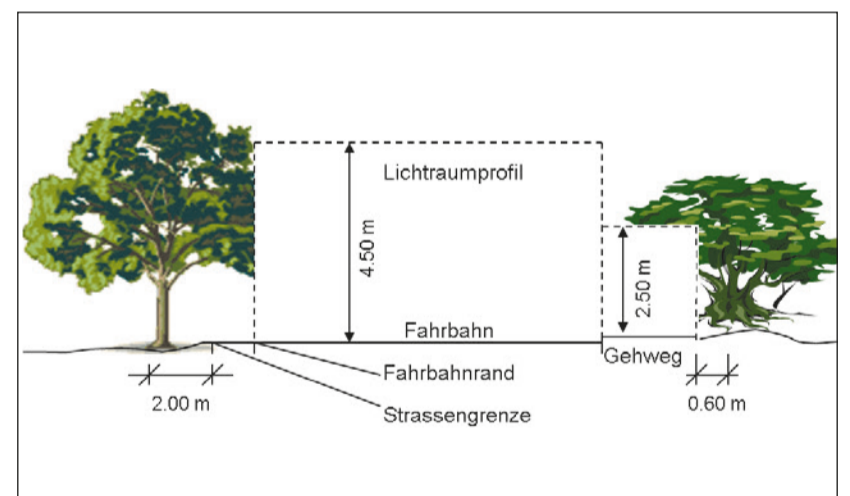 Lichtraumprofil
4.50 m
2.50 m
Fahrbahn
Gehweg
Fahrbahnrand
2.00 m
0.60 m
Strassengrenze